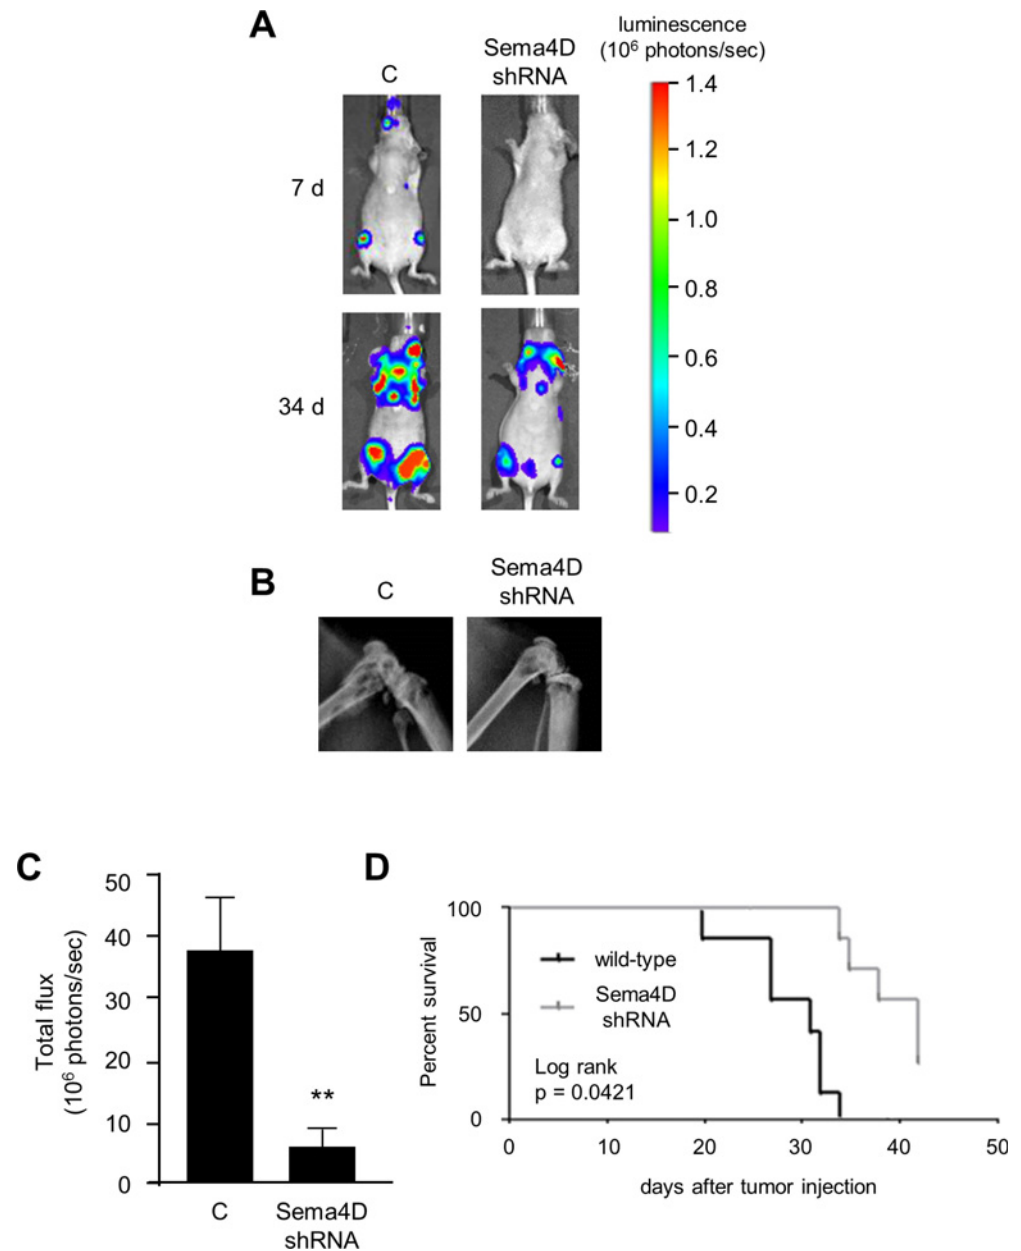 A
C
Sema4D
shRNA
luminescence
(10⁶ photons/sec)
7 d
34 d
1.4
1.2
1.0
0.8
0.6
0.4
0.2
B
C
Sema4D
shRNA
C
Total flux
(10⁶ photons/sec)
50
40
30
20
10
0
**
C
Sema4D
shRNA
D
Percent survival
100
50
0
wild-type
Sema4D
shRNA
Log rank
p = 0.0421
0
10
20
30
40
50
days after tumor injection